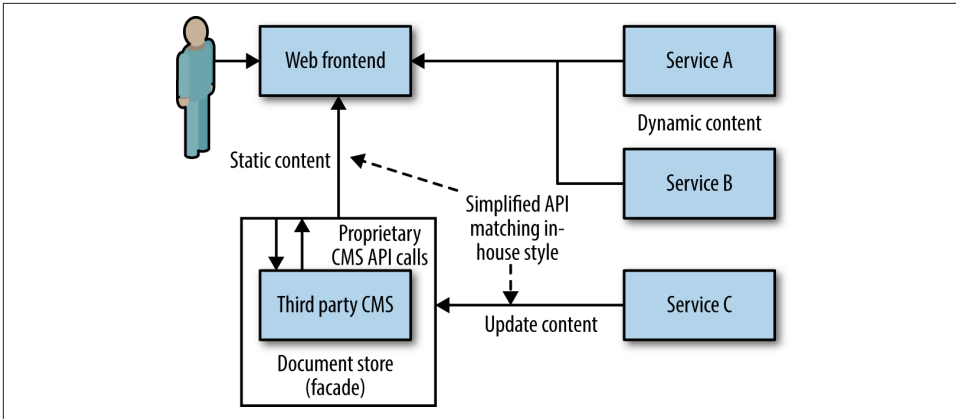 Web frontend
Service A
Dynamic content
Static content
Service B
Simplified API
matching in-
house style
Proprietary
CMS API calls
Third party CMS
Service C
Update content
Document store
(facade)